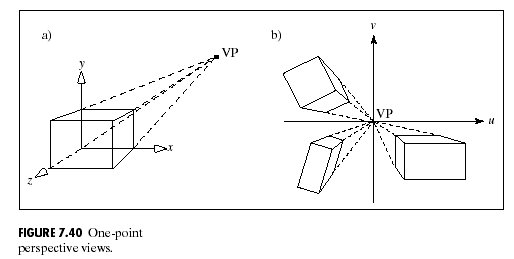 a)
VP
y
x
z
b)
v
VP
u
FIGURE 7.40 One-point
perspective views.